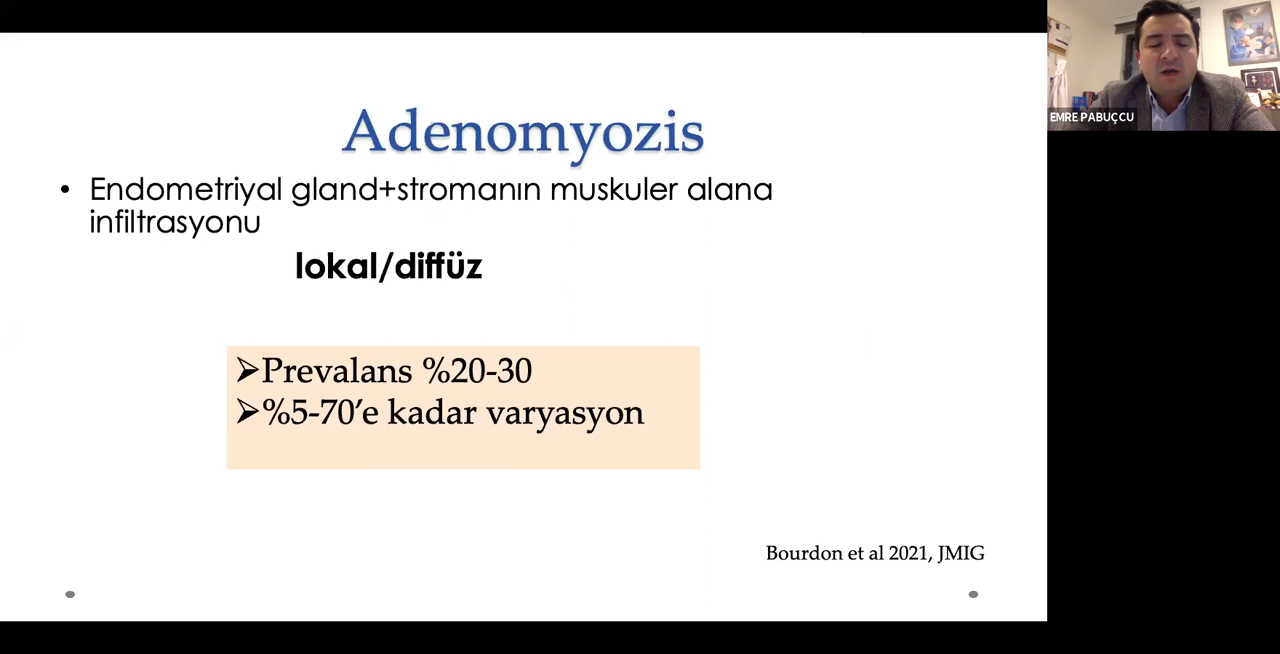 Adenomyozis
• Endometriyal gland+stromanın muskuler alana
infiltrasyonu
lokal/diffüz
➢Prevalans %20-30
➢%5-70’e kadar varyasyon
Bourdon et al 2021, JMIG
EMRE PABUÇCU